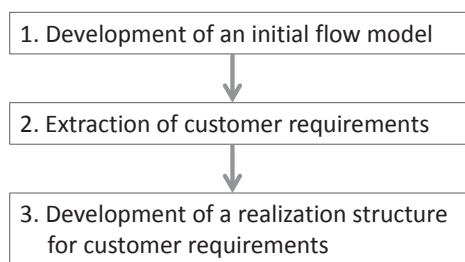 1. Development of an initial flow model
2. Extraction of customer requirements
3. Development of a realization structure
for customer requirements